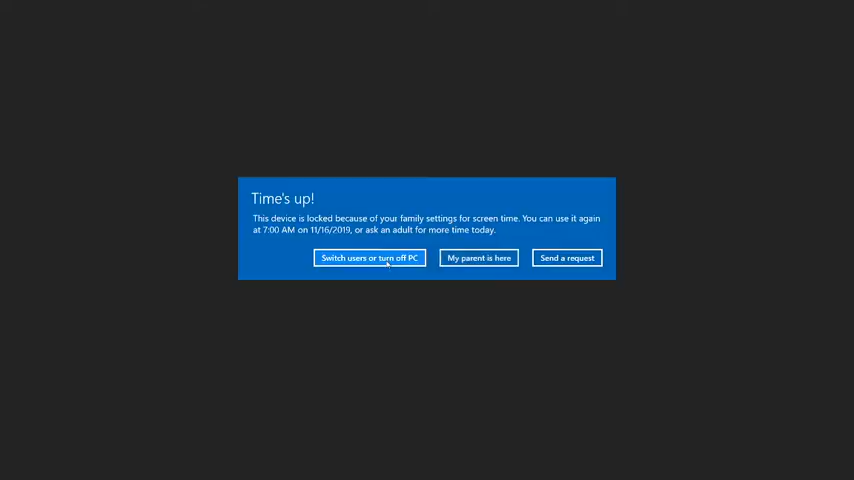 Time's up!
This device is locked because of your family settings for screen time. You can use it again
at 7:00 AM on 11/16/2019, or ask an adult for more time today.
Switch users or turn off PC
My parent is here
Send a request